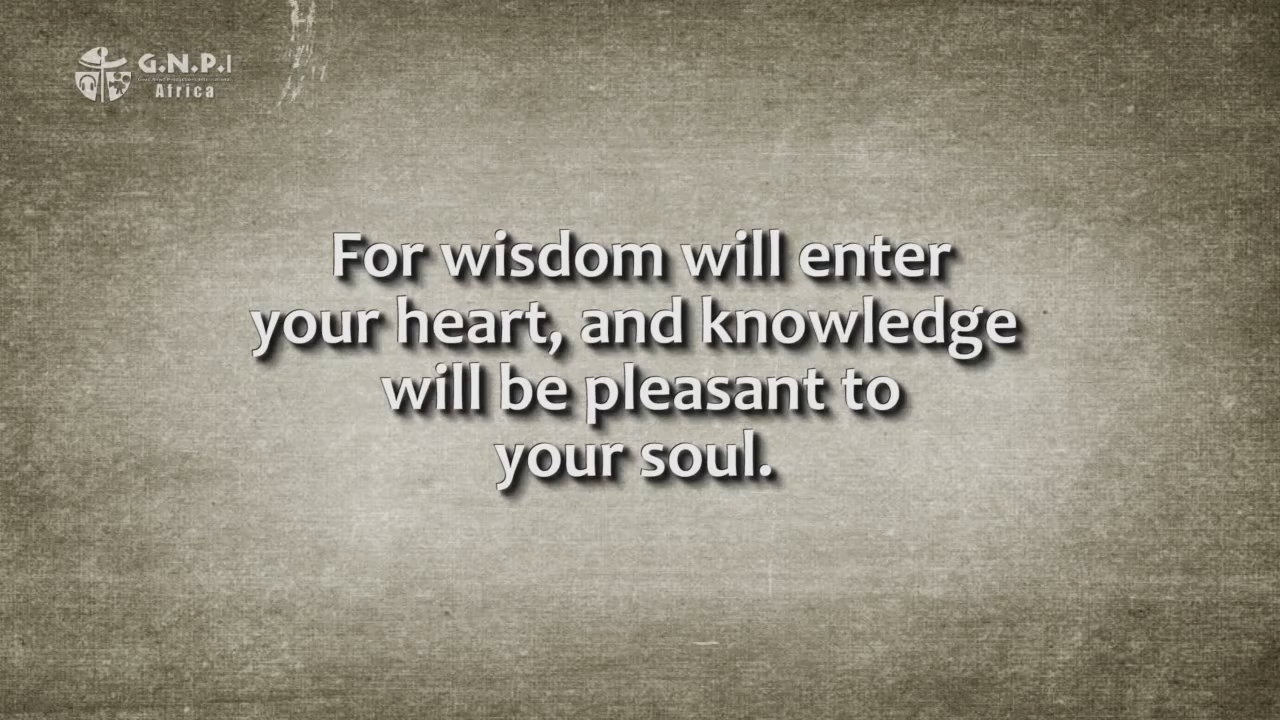 G.N.P.I
Africa
For wisdom will enter
your heart, and knowledge
will be pleasant to
your soul.